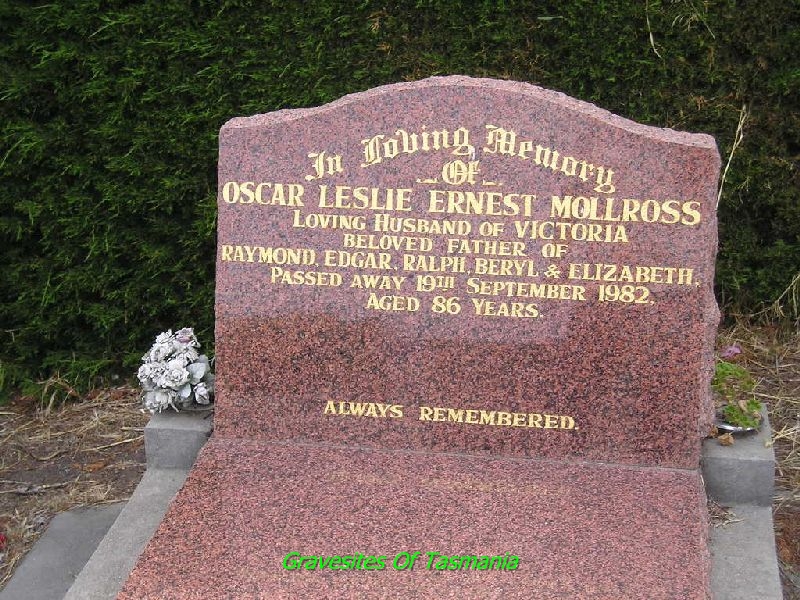 In Loving Memory
OF
OSCAR LESLIE ERNEST MOLLROSS
LOVING HUSBAND OF VICTORIA
BELOVED FATHER OF
RAYMOND, EDGAR, RALPH, BERYL & ELIZABETH.
PASSED AWAY 19TH SEPTEMBER 1982.
AGED 86 YEARS.
ALWAYS REMEMBERED.
Gravesites Of Tasmania